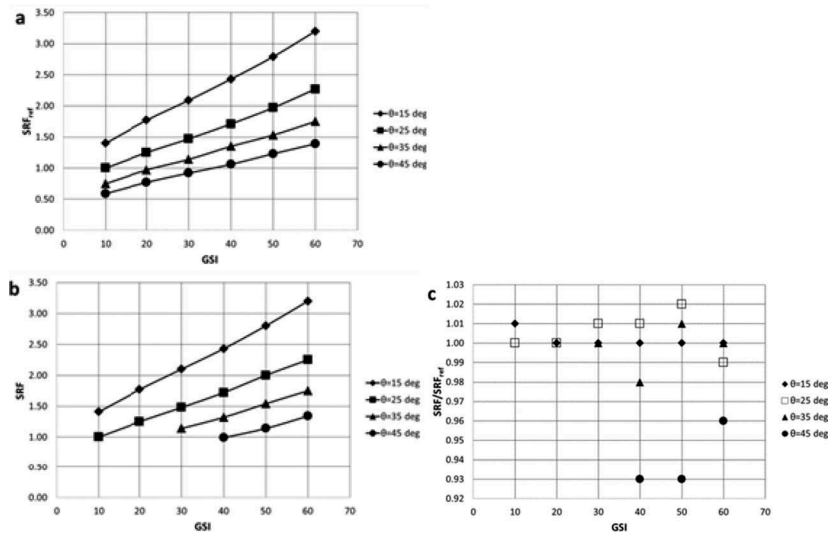 a
3.50
3.00
2.50
2.00
1.50
1.00
0.50
0.00
SRFref
0 10 20 30 40 50 60 70
GSI
θ=15 deg
θ=25 deg
θ=35 deg
θ=45 deg
b
3.50
3.00
2.50
2.00
1.50
1.00
0.50
0.00
SRF
0 10 20 30 40 50 60 70
GSI
θ=15 deg
θ=25 deg
θ=35 deg
θ=45 deg
c
1.03
1.02
1.01
1.00
0.99
0.98
0.97
0.96
0.95
0.94
0.93
0.92
SRF/SRFref
0 10 20 30 40 50 60 70
GSI
θ=15 deg
θ=25 deg
θ=35 deg
θ=45 deg